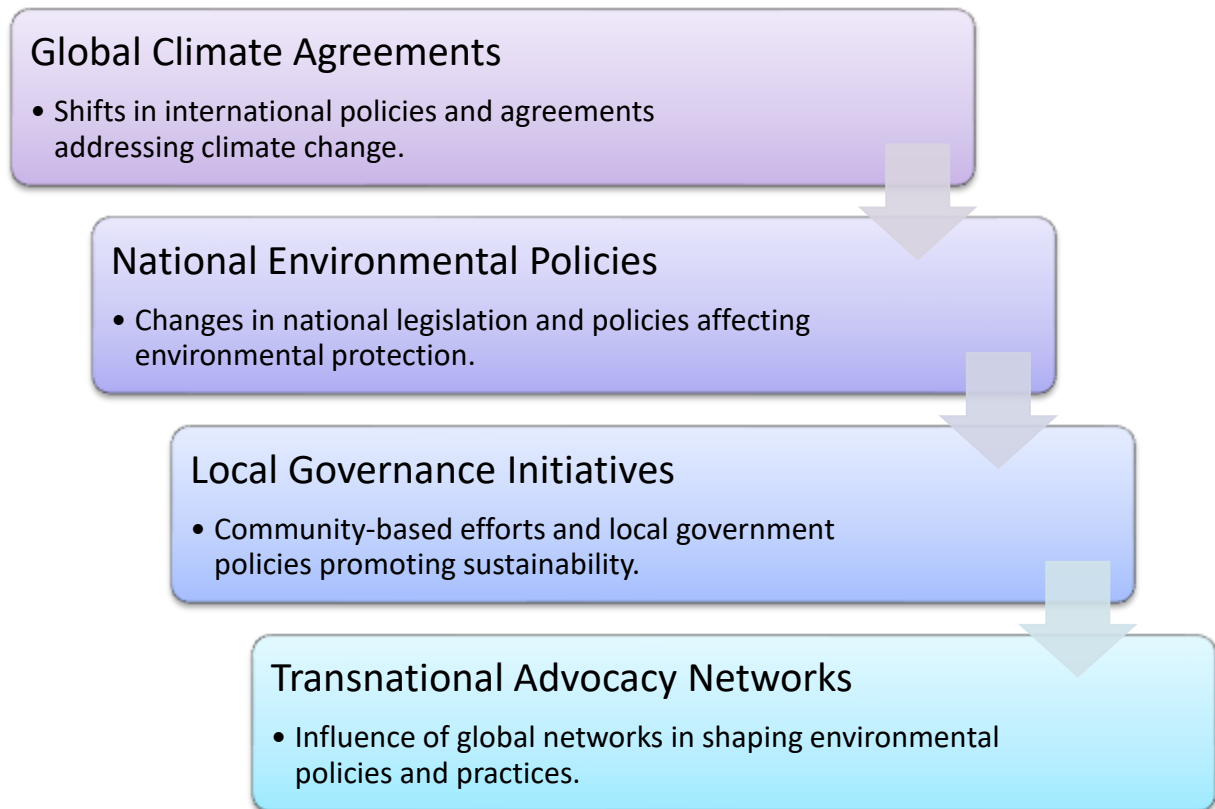 Global Climate Agreements
• Shifts in international policies and agreements
addressing climate change.
National Environmental Policies
• Changes in national legislation and policies affecting
environmental protection.
Local Governance Initiatives
• Community-based efforts and local government
policies promoting sustainability.
Transnational Advocacy Networks
• Influence of global networks in shaping environmental
policies and practices.